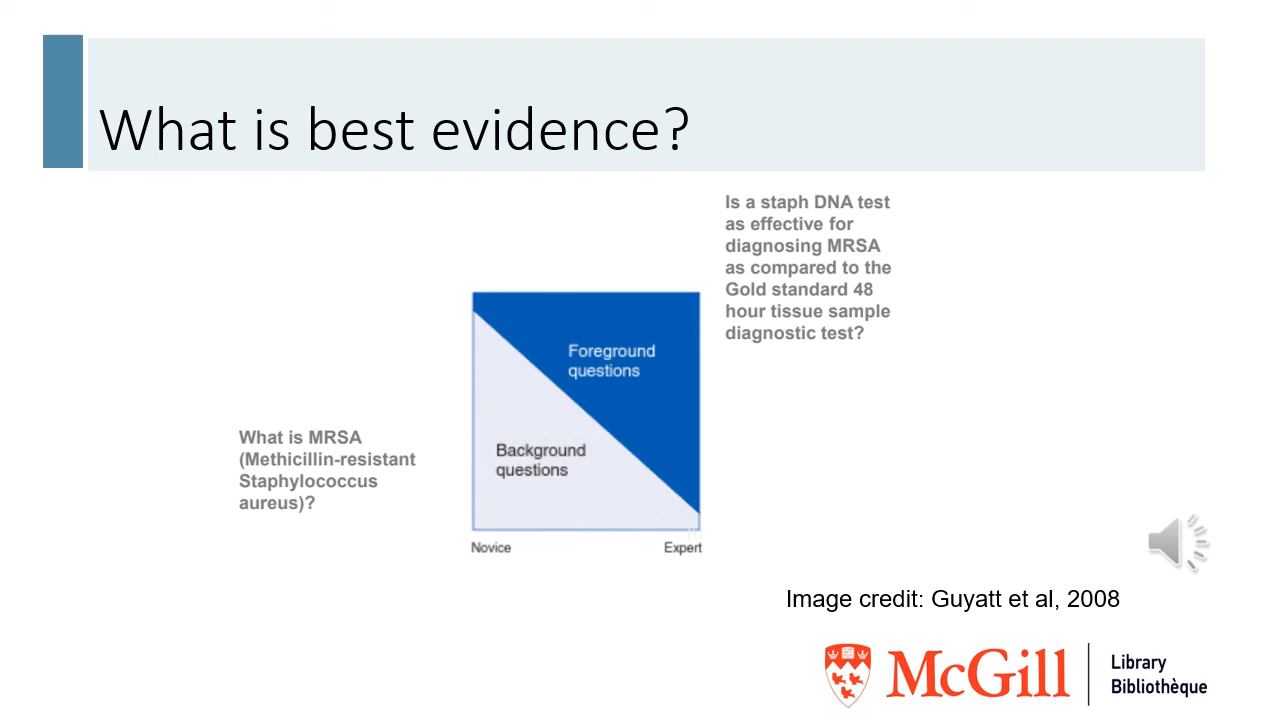 What is best evidence?
Is a staph DNA test
as effective for
diagnosing MRSA
as compared to the
Gold standard 48
hour tissue sample
diagnostic test?
Foreground
questions
What is MRSA
(Methicillin-resistant
Staphylococcus
aureus)?
Background
questions
Novice
Expert
Image credit: Guyatt et al, 2008
McGill
Library
Bibliothèque